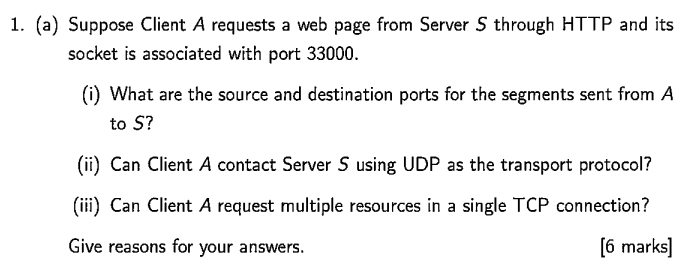 1. (a) Suppose Client A requests a web page from Server S through HTTP and its
socket is associated with port 33000.
(i) What are the source and destination ports for the segments sent from A
to S?
(ii) Can Client A contact Server S using UDP as the transport protocol?
(iii) Can Client A request multiple resources in a single TCP connection?
Give reasons for your answers. [6 marks]